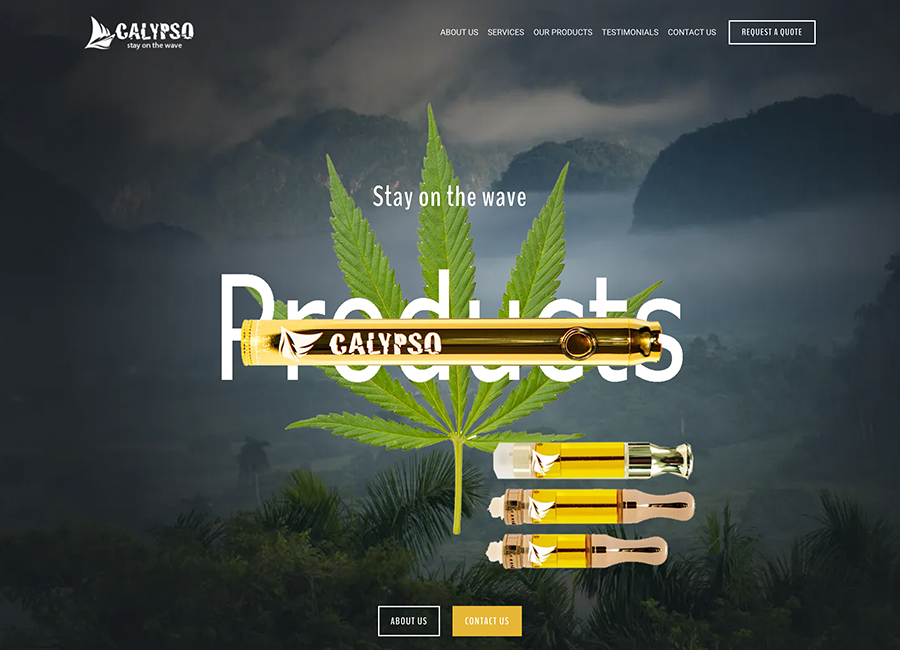 CALYPSO
stay on the wave
ABOUT US SERVICES OUR PRODUCTS TESTIMONIALS CONTACT US REQUEST A QUOTE
Stay on the wave
Products
CALYPSO
ABOUT US CONTACT US